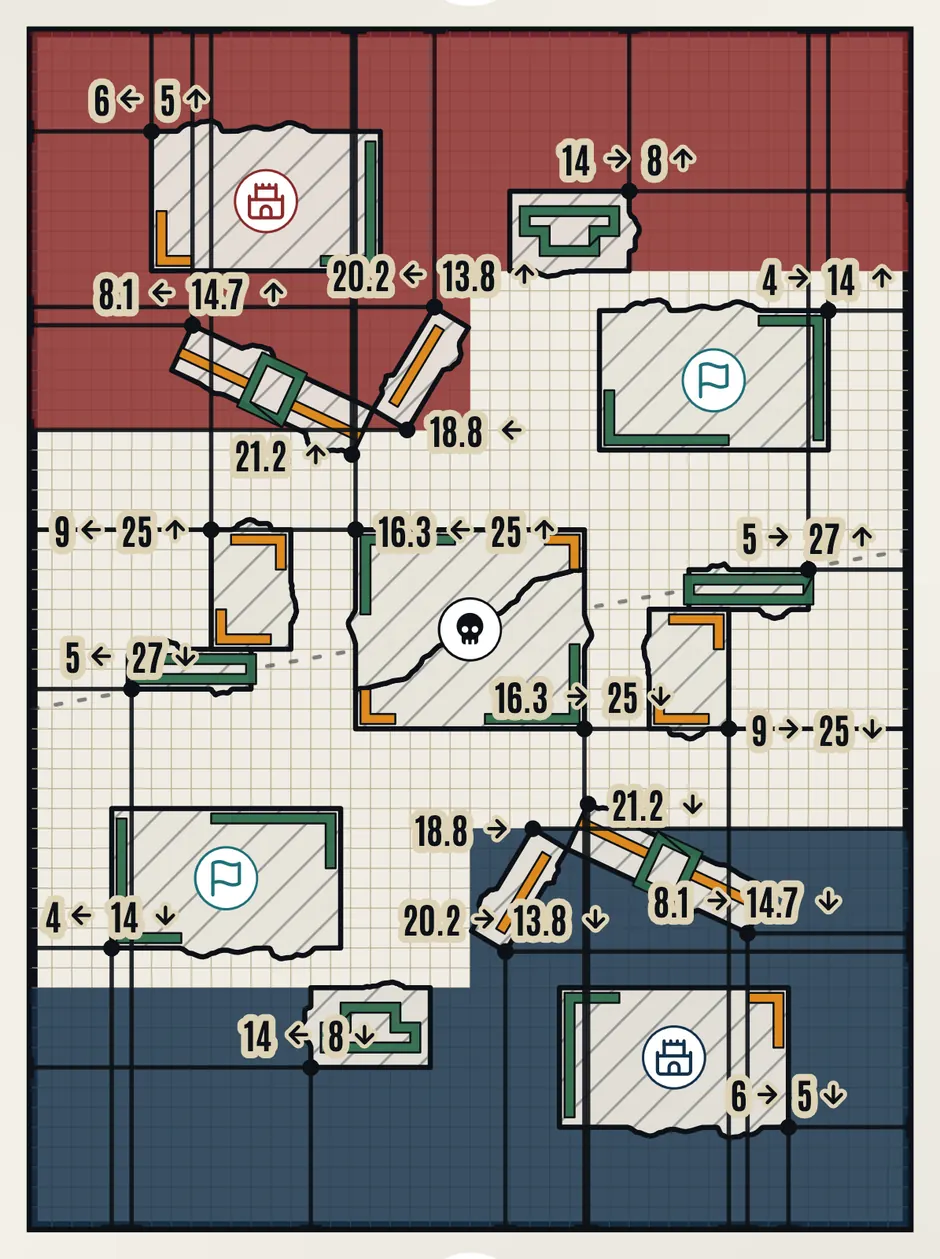 6 ← 5 ↑
14 → 8 ↑
20.2 ← 13.8 ↑
4 → 14 ↑
8.1 ← 14.7 ↑
18.8 ←
21.2 ↑
9 ← 25 ↑
16.3 ← 25 ↑
5 → 27 ↑
5 ← 27 ↓
16.3 → 25 ↓
9 → 25 ↓
21.2 ↓
18.8 →
8.1 → 14.7 ↓
4 ← 14 ↓
20.2 → 13.8 ↓
14 ← 8 ↓
6 → 5 ↓